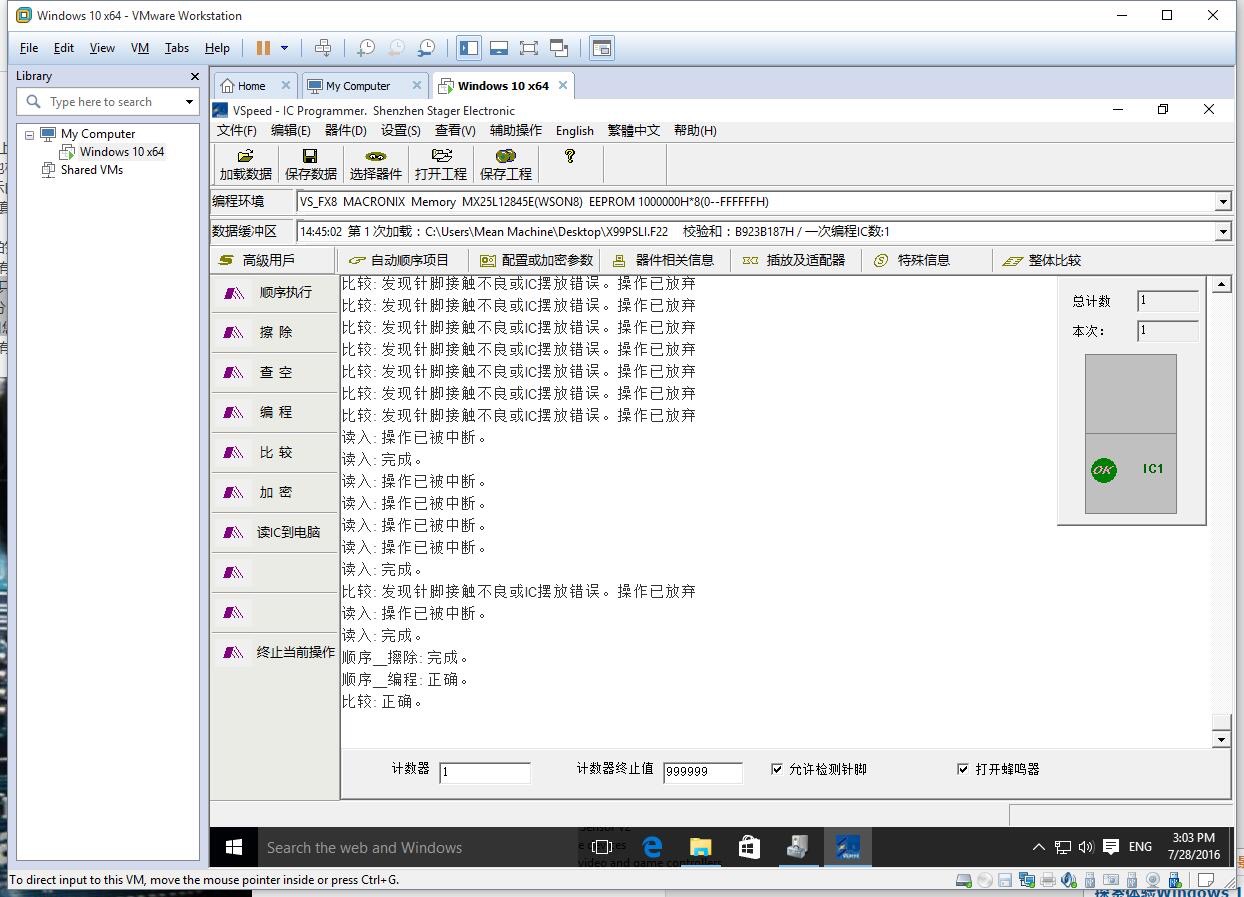 Windows 10 x64 - VMware Workstation
File Edit View VM Tabs Help
Library
Type here to search
My Computer
Windows 10 x64
Shared VMs
Home My Computer Windows 10 x64
VSpeed - IC Programmer. Shenzhen Stager Electronic
文件(F) 编辑(E) 器件(D) 设置(S) 查看(V) 辅助操作 English 繁體中文 帮助(H)
加载数据 保存数据 选择器件 打开工程 保存工程
编程环境 VS_FX8 MACRONIX Memory MX25L12845E(WSON8) EEPROM 1000000H*8(0--FFFFFFH)
数据缓冲区 14:45:02 第 1 次加载：C:\Users\Mean Machine\Desktop\X99PSLI.F22 校验和：B923B187H / 一次编程IC数:1
高级用戶 自动顺序项目 配置或加密参数 器件相关信息 插放及适配器 特殊信息 整体比较
顺序执行
擦 除
查 空
编 程
比 较
加 密
读IC到电脑
终止当前操作
比较: 发现针脚接触不良或IC摆放错误。操作已放弃
比较: 发现针脚接触不良或IC摆放错误。操作已放弃
比较: 发现针脚接触不良或IC摆放错误。操作已放弃
比较: 发现针脚接触不良或IC摆放错误。操作已放弃
比较: 发现针脚接触不良或IC摆放错误。操作已放弃
比较: 发现针脚接触不良或IC摆放错误。操作已放弃
比较: 发现针脚接触不良或IC摆放错误。操作已放弃
读入: 操作已被中断。
读入: 完成。
读入: 操作已被中断。
读入: 操作已被中断。
读入: 操作已被中断。
读入: 操作已被中断。
读入: 完成。
比较: 发现针脚接触不良或IC摆放错误。操作已放弃
读入: 操作已被中断。
读入: 完成。
顺序__擦除: 完成。
顺序__编程: 正确。
比较: 正确。
总计数 1
本次: 1
OK IC1
计数器 1 计数器终止值 999999 允许检测针脚 打开蜂鸣器
Search the web and Windows
video and game controllers
ENG
3:03 PM
7/28/2016
To direct input to this VM, move the mouse pointer inside or press Ctrl+G.